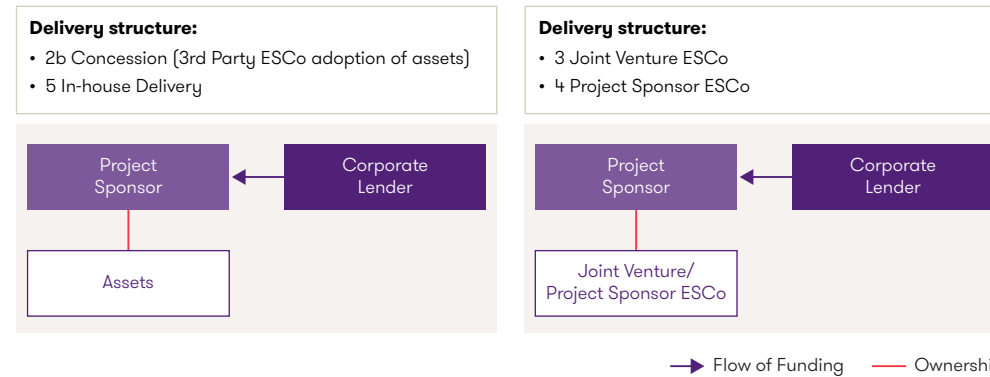 Delivery structure:
• 2b Concession (3rd Party ESCo adoption of assets)
• 5 In-house Delivery
Project
Sponsor
Corporate
Lender
Assets
Delivery structure:
• 3 Joint Venture ESCo
• 4 Project Sponsor ESCo
Project
Sponsor
Corporate
Lender
Joint Venture/
Project Sponsor ESCo
Flow of Funding
Ownershi